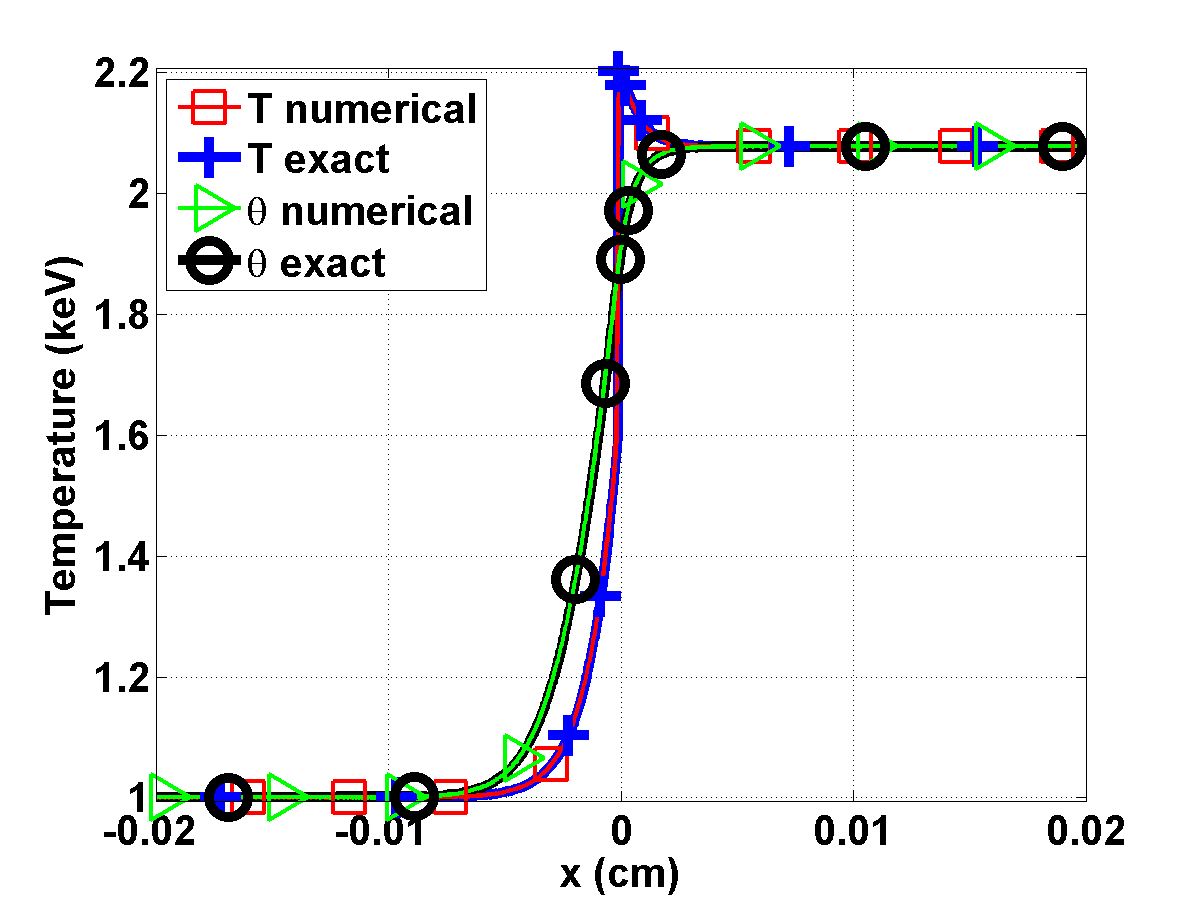 2.2
2
1.8
1.6
1.4
1.2
1
Temperature (keV)
T numerical
T exact
θ numerical
θ exact
-0.02
-0.01
0
0.01
0.02
x (cm)